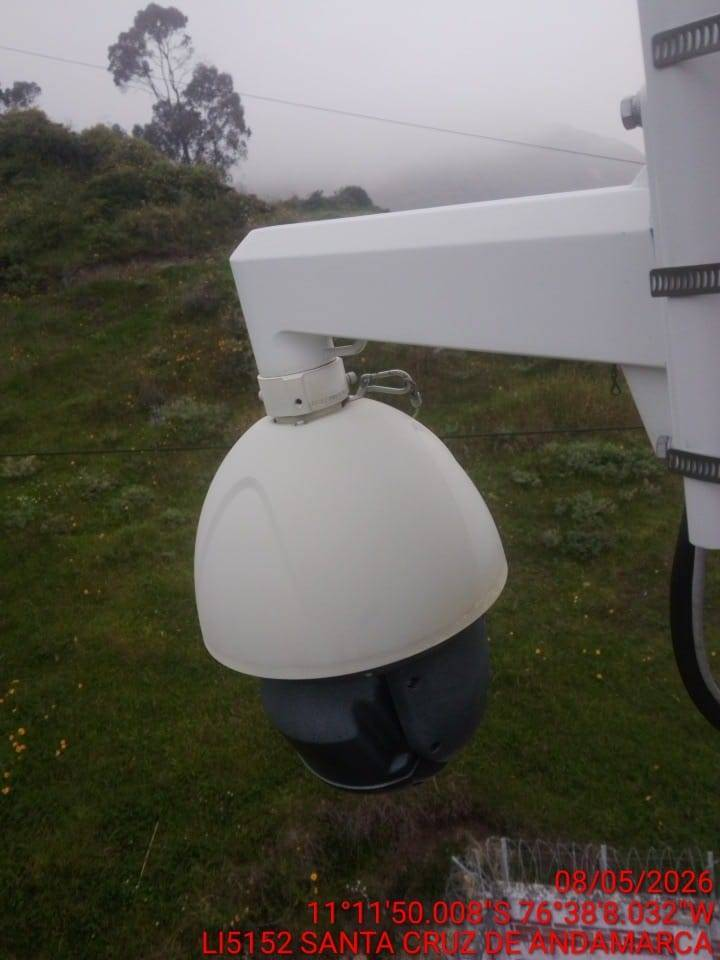 08/05/2026
11°11'50.008"S 76°38'8.032"W
LI5152 SANTA CRUZ DE ANDAMARCA